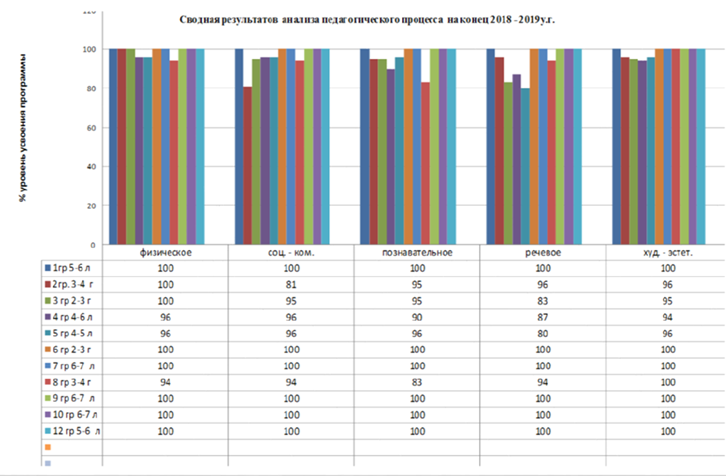 Сводная результатов анализа педагогического процесса на конец 2018 -2019у.г.
120
100
80
60
40
20
0
% уровень усвоения программы
физическое соц. - ком. познавательное речевое худ. - эстет.
1гр 5-6 л 100 100 100 100 100
2гр. 3-4 г 100 81 95 96 96
3 гр 2-3 г 100 95 95 83 95
4 гр 4-6 л 96 96 90 87 94
5 гр 4-5 л 96 96 96 80 96
6 гр 2-3 г 100 100 100 100 100
7 гр 6-7 л 100 100 100 100 100
8 гр 3-4 г 94 94 83 94 100
9 гр 6-7 л 100 100 100 100 100
10 гр 6-7 л 100 100 100 100 100
12 гр 5-6 л 100 100 100 100 100